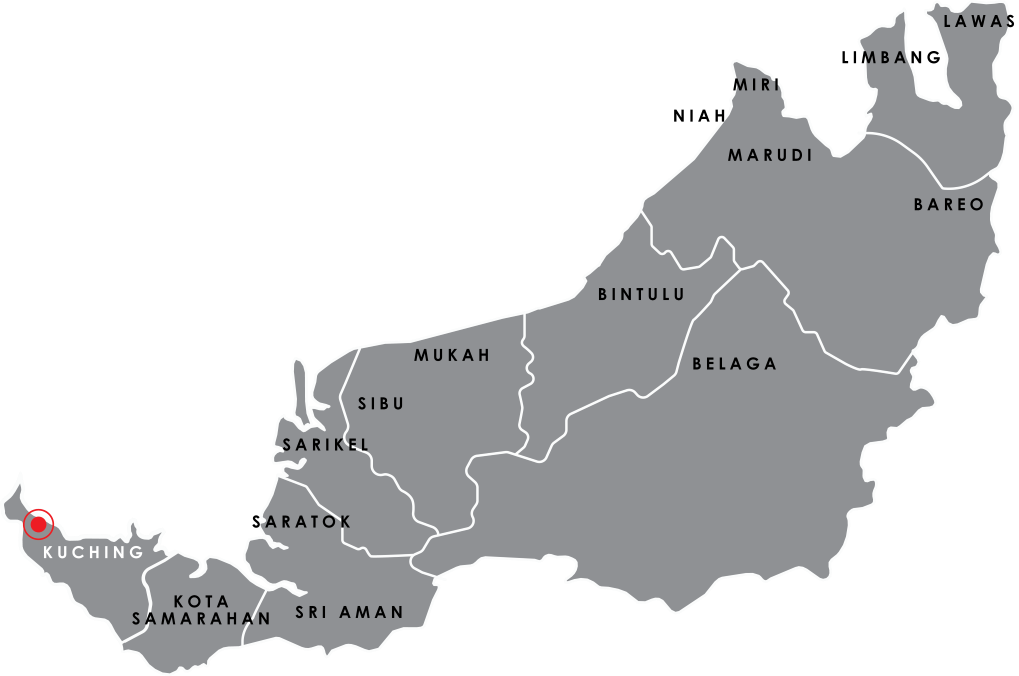 LAWAS
LIMBANG
MIRI
NIAH
MARUDI
BAREO
BINTULU
MUKAH
BELAGA
SIBU
SARIKEL
SARATOK
KUCHING
KOTA
SAMARAHAN
SRI AMAN